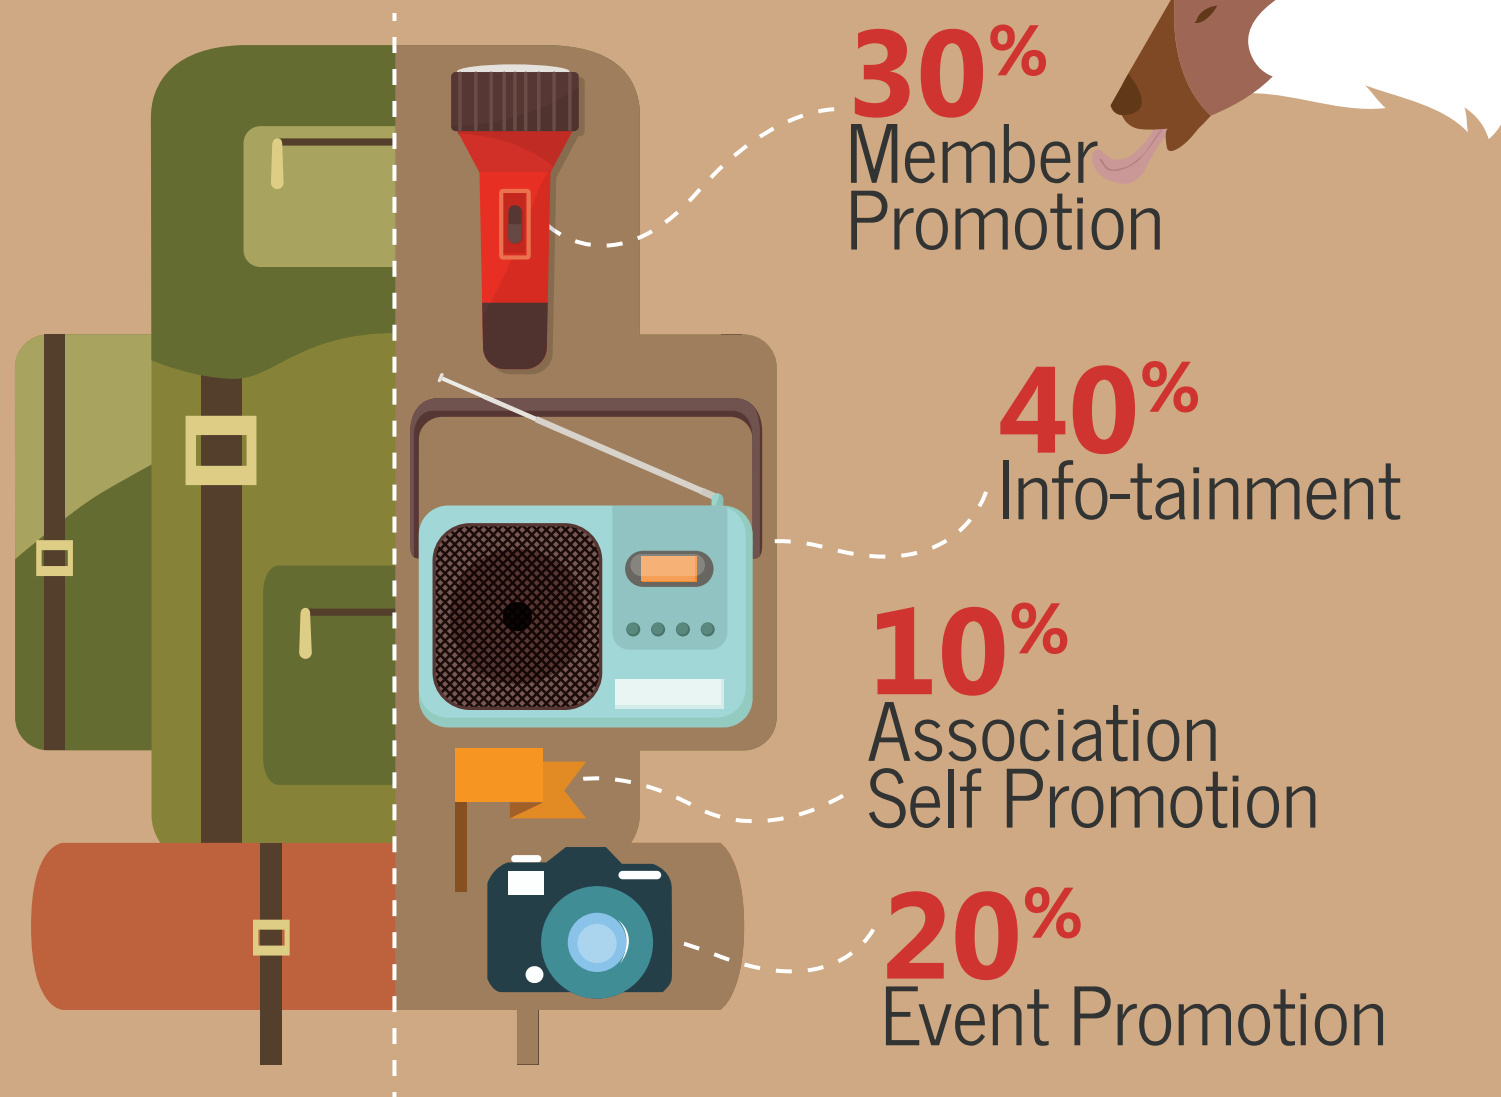 30%
Member
Promotion
40%
Info-tainment
10%
Association
Self Promotion
20%
Event Promotion